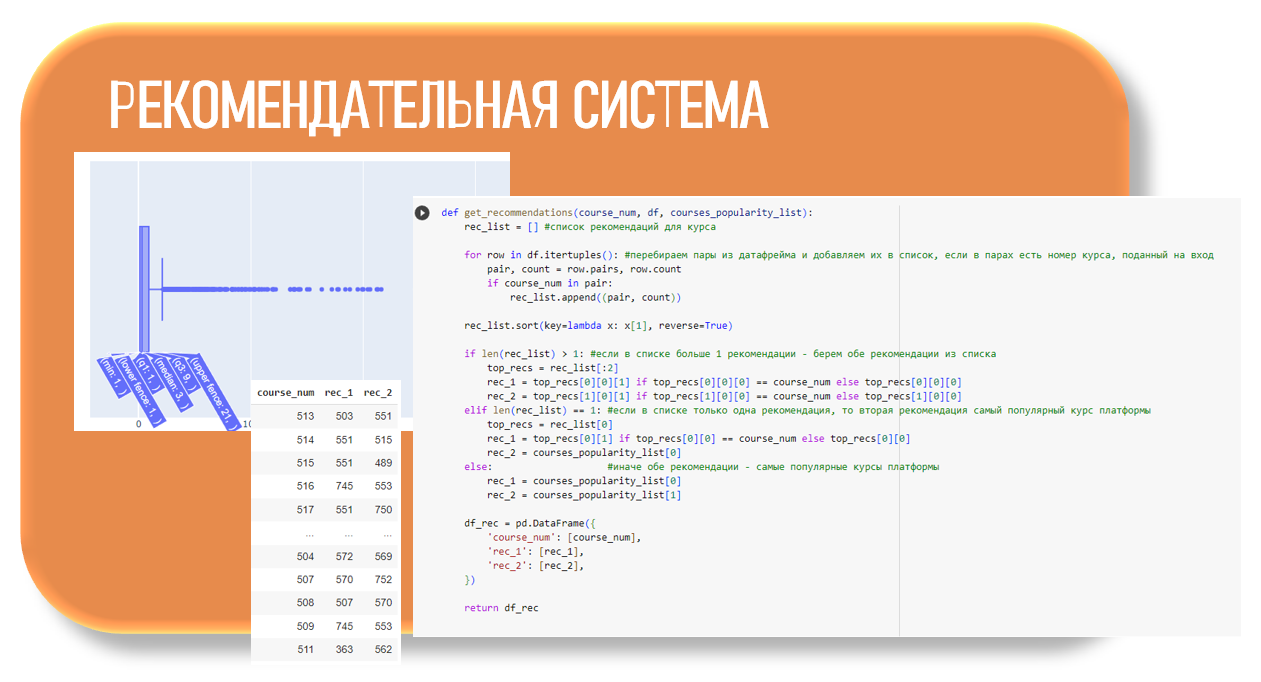 РЕКОМЕНДАТЕЛЬНАЯ СИСТЕМА
(min: 1, )
(lower fence: 1, )
(q1: 1, )
(median: 3, )
(q3: 9, )
(upper fence: 21, )
0
10
course_num rec_1 rec_2
513 503 551
514 551 515
515 551 489
516 745 553
517 551 750
... ... ...
504 572 569
507 570 752
508 507 570
509 745 553
511 363 562
def get_recommendations(course_num, df, courses_popularity_list):
    rec_list = [] #список рекомендаций для курса

    for row in df.itertuples(): #перебираем пары из датафрейма и добавляем их в список, если в парах есть номер курса, поданный на вход
        pair, count = row.pairs, row.count
        if course_num in pair:
            rec_list.append((pair, count))

    rec_list.sort(key=lambda x: x[1], reverse=True)

    if len(rec_list) > 1: #если в списке больше 1 рекомендации - берем обе рекомендации из списка
        top_recs = rec_list[:2]
        rec_1 = top_recs[0][0][1] if top_recs[0][0][0] == course_num else top_recs[0][0][0]
        rec_2 = top_recs[1][0][1] if top_recs[1][0][0] == course_num else top_recs[1][0][0]
    elif len(rec_list) == 1: #если в списке только одна рекомендация, то вторая рекомендация самый популярный курс платформы
        top_recs = rec_list[0]
        rec_1 = top_recs[0][1] if top_recs[0][0] == course_num else top_recs[0][0]
        rec_2 = courses_popularity_list[0]
    else:                    #иначе обе рекомендации - самые популярные курсы платформы
        rec_1 = courses_popularity_list[0]
        rec_2 = courses_popularity_list[1]

    df_rec = pd.DataFrame({
        'course_num': [course_num],
        'rec_1': [rec_1],
        'rec_2': [rec_2],
    })

    return df_rec